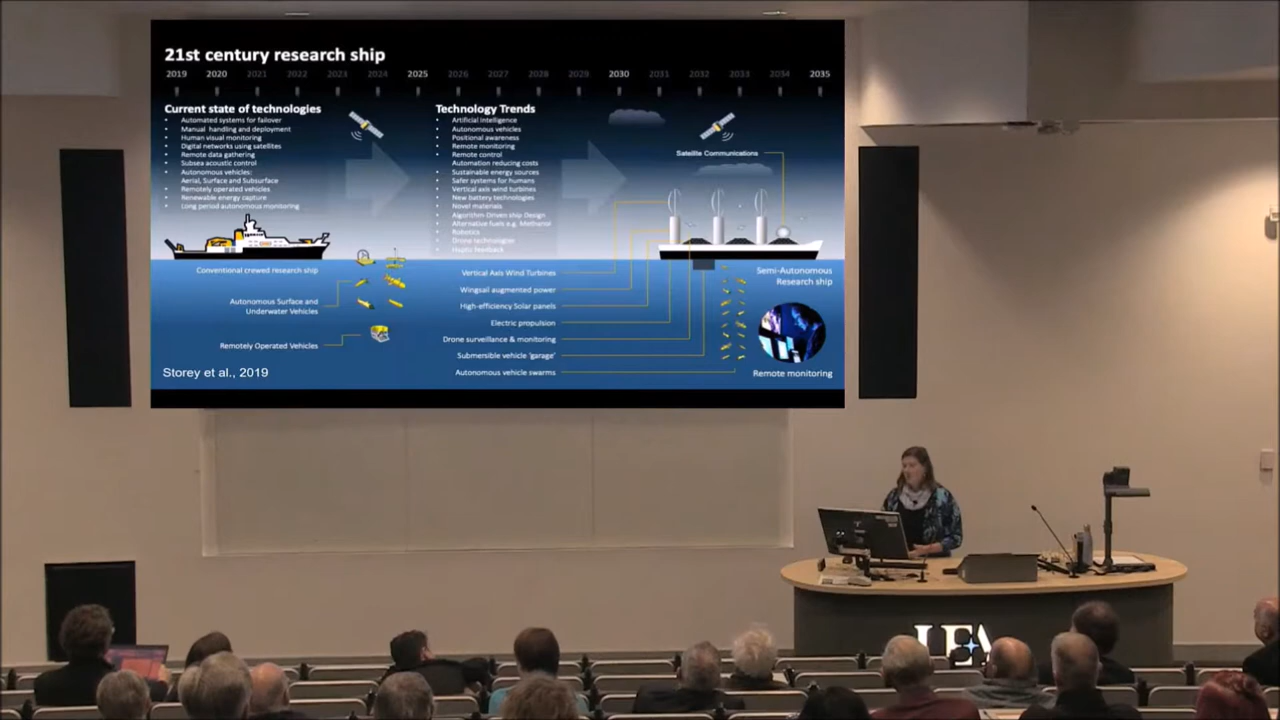 21st century research ship
2019 2020 2021 2022 2023 2024 2025 2026 2027 2028 2029 2030 2031 2032 2033 2034 2035
Current state of technologies
Automated systems for failover
Manual handling and deployment
Human visual monitoring
Digital networks using satellites
Remote data gathering
Subsea acoustic control
Autonomous vehicles:
Aerial, Surface and Subsurface
Remotely operated vehicles
Renewable energy capture
Long period autonomous monitoring
Technology Trends
Artificial Intelligence
Autonomous vehicles
Positional awareness
Remote monitoring
Remote control
Automation reducing costs
Sustainable energy sources
Safer systems for humans
Vertical axis wind turbines
New battery technologies
Novel materials
Algorithm Driven ship Design
Alternative fuels e.g. Methanol
Robotics
Drone technologies
Haptic feedback
Satellite Communications
Conventional crewed research ship
Autonomous Surface and
Underwater Vehicles
Remotely Operated Vehicles
Vertical Axis Wind Turbines
Wingsail augmented power
High-efficiency Solar panels
Electric propulsion
Drone surveillance & monitoring
Submersible vehicle 'garage'
Autonomous vehicle swarms
Semi-Autonomous
Research ship
Remote monitoring
Storey et al., 2019
UEA